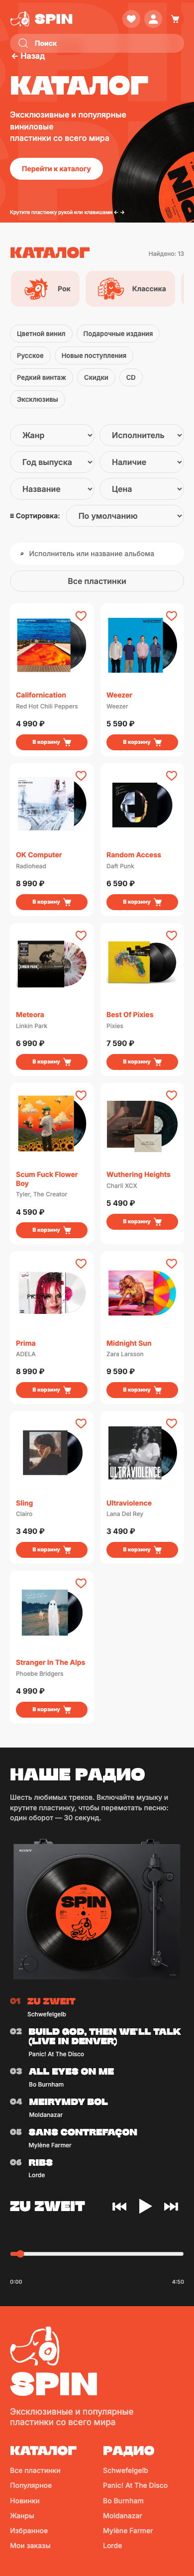 SPIN
Поиск
← Назад
КАТАЛОГ
Эксклюзивные и популярные
виниловые
пластинки со всего мира
Перейти к каталогу
Крутите пластинку рукой или клавишами ← →
КАТАЛОГ
Найдено: 13
Рок
Классика
Цветной винил
Подарочные издания
Русское
Новые поступления
Редкий винтаж
Скидки
CD
Эксклюзивы
Жанр
Исполнитель
Год выпуска
Наличие
Название
Цена
≡ Сортировка:
По умолчанию
Исполнитель или название альбома
Все пластинки
Californication
Red Hot Chili Peppers
4 990 ₽
В корзину
Weezer
Weezer
5 590 ₽
В корзину
OK Computer
Radiohead
8 990 ₽
В корзину
Random Access
Daft Punk
6 590 ₽
В корзину
Meteora
Linkin Park
6 990 ₽
В корзину
Best Of Pixies
Pixies
7 590 ₽
В корзину
Scum Fuck Flower
Boy
Tyler, The Creator
4 590 ₽
В корзину
Wuthering Heights
Charli XCX
5 490 ₽
В корзину
Prima
ADELA
8 990 ₽
В корзину
Midnight Sun
Zara Larsson
9 590 ₽
В корзину
Sling
Clairo
3 490 ₽
В корзину
ULTRAVIOLENCE
Ultraviolence
Lana Del Rey
3 490 ₽
В корзину
Stranger In The Alps
Phoebe Bridgers
4 990 ₽
В корзину
НАШЕ РАДИО
Шесть любимых треков. Включайте музыку и
крутите пластинку, чтобы перемотать песню:
один оборот — 30 секунд.
SONY
SPIN
01 ZU ZWEIT
Schwefelgelb
02 BUILD GOD, THEN WE'LL TALK
(LIVE IN DENVER)
Panic! At The Disco
03 ALL EYES ON ME
Bo Burnham
04 MEIRYMDY BOL
Moldanazar
05 SANS CONTREFAÇON
Mylène Farmer
06 RIBS
Lorde
ZU ZWEIT
0:00
4:50
SPIN
Эксклюзивные и популярные
пластинки со всего мира
КАТАЛОГ
Все пластинки
Популярное
Новинки
Жанры
Избранное
Мои заказы
РАДИО
Schwefelgelb
Panic! At The Disco
Bo Burnham
Moldanazar
Mylène Farmer
Lorde